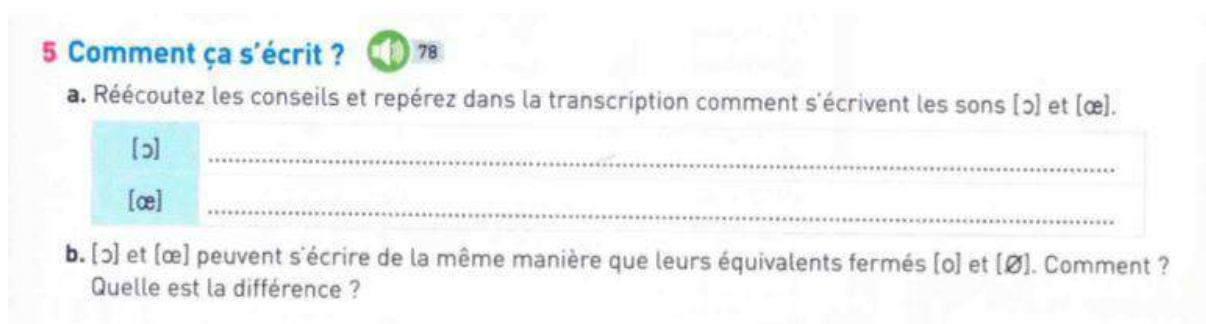 5 Comment ça s'écrit ? 78
a. Réécoutez les conseils et repérez dans la transcription comment s'écrivent les sons [ɔ] et [œ].
[ɔ] ........................................................................
[œ] ........................................................................
b. [ɔ] et [œ] peuvent s'écrire de la même manière que leurs équivalents fermés [o] et [Ø]. Comment ?
Quelle est la différence ?